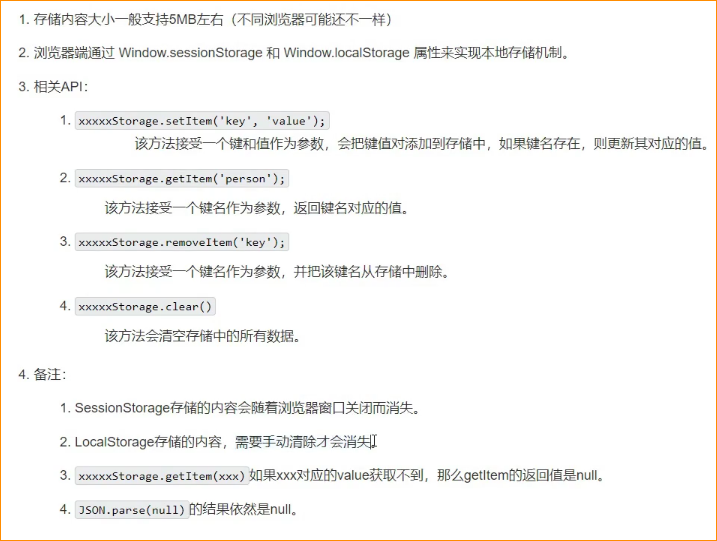 1. 存储内容大小一般支持5MB左右（不同浏览器可能还不一样）
2. 浏览器端通过 Window.sessionStorage 和 Window.localStorage 属性来实现本地存储机制。
3. 相关API：
1. xxxxxStorage.setItem('key', 'value');
该方法接受一个键和值作为参数，会把键值对添加到存储中，如果键名存在，则更新其对应的值。
2. xxxxxStorage.getItem('person');
该方法接受一个键名作为参数，返回键名对应的值。
3. xxxxxStorage.removeItem('key');
该方法接受一个键名作为参数，并把该键名从存储中删除。
4. xxxxxStorage.clear()
该方法会清空存储中的所有数据。
4. 备注：
1. SessionStorage存储的内容会随着浏览器窗口关闭而消失。
2. LocalStorage存储的内容，需要手动清除才会消失。
3. xxxxxStorage.getItem(xxx)如果xxx对应的value获取不到，那么getItem的返回值是null。
4. JSON.parse(null)的结果依然是null。